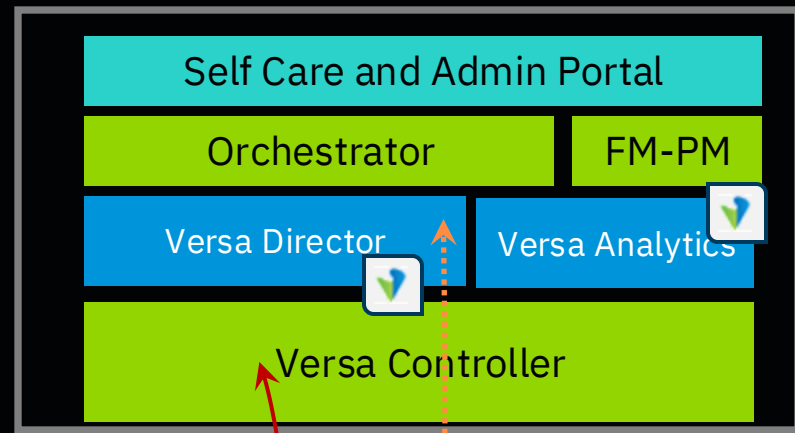 Self Care and Admin Portal
Orchestrator
FM-PM
Versa Director
Versa Analytics
Versa Controller